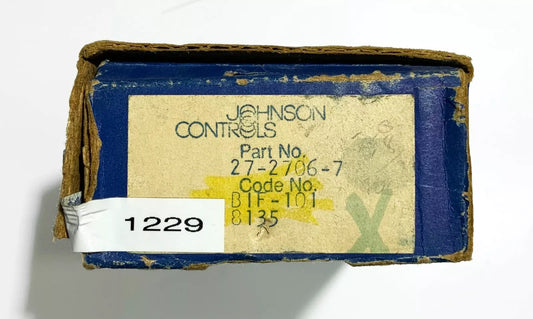 JOHNSON
CONTROLS
Part No.
27-2706-7
Code No.
B1F-101
8135
1229
X